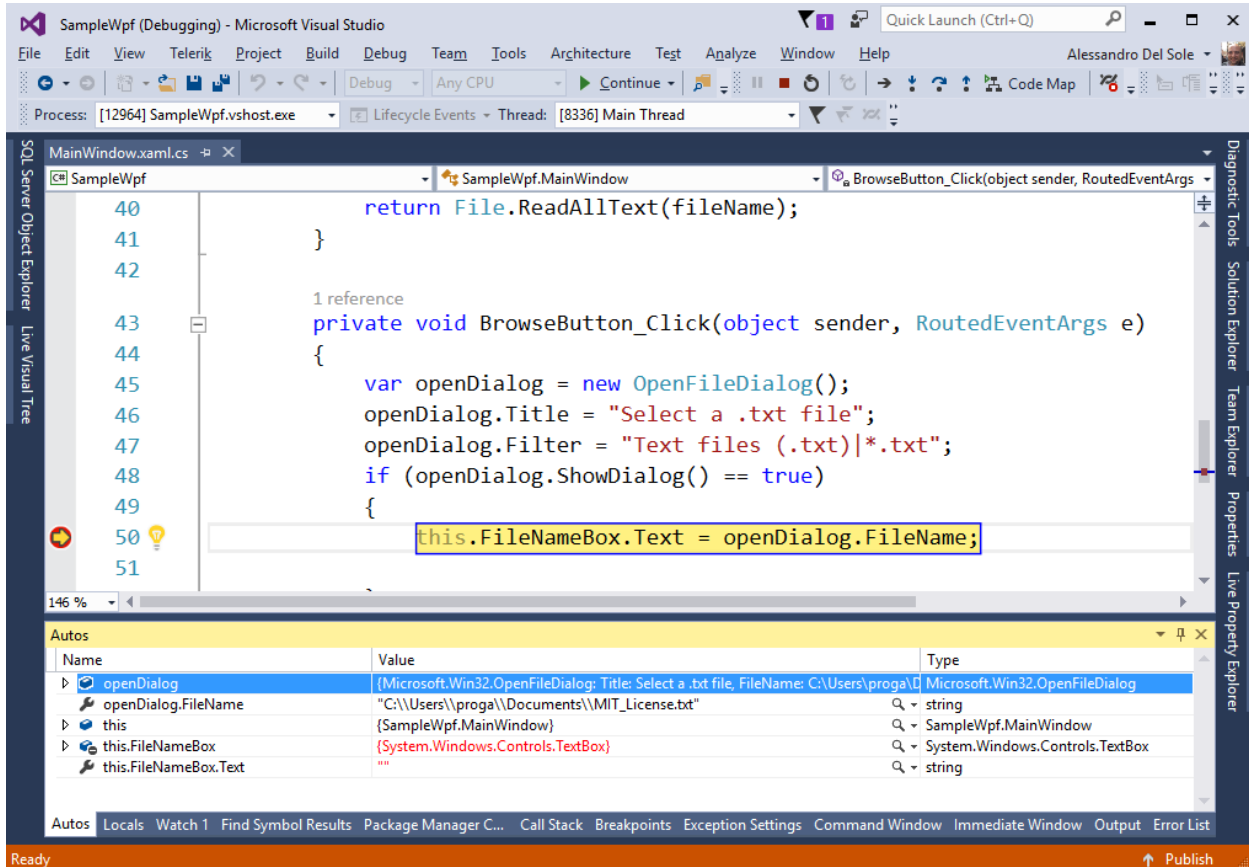 SampleWpf (Debugging) - Microsoft Visual Studio 1 Quick Launch (Ctrl+Q)
File Edit View Telerik Project Build Debug Team Tools Architecture Test Analyze Window Help Alessandro Del Sole
Debug Any CPU Continue Code Map
Process: [12964] SampleWpf.vshost.exe Lifecycle Events Thread: [8336] Main Thread
SQL Server Object Explorer
Live Visual Tree
MainWindow.xaml.cs
C# SampleWpf SampleWpf.MainWindow BrowseButton_Click(object sender, RoutedEventArgs
40 return File.ReadAllText(fileName);
41 }
42
1 reference
43 private void BrowseButton_Click(object sender, RoutedEventArgs e)
44 {
45 var openDialog = new OpenFileDialog();
46 openDialog.Title = "Select a .txt file";
47 openDialog.Filter = "Text files (.txt)|*.txt";
48 if (openDialog.ShowDialog() == true)
49 {
50 this.FileNameBox.Text = openDialog.FileName;
51
146 %
Autos
Name Value Type
openDialog {Microsoft.Win32.OpenFileDialog: Title: Select a .txt file, FileName: C:\Users\proga\D Microsoft.Win32.OpenFileDialog
openDialog.FileName "C:\\Users\\proga\\Documents\\MIT_License.txt" string
this {SampleWpf.MainWindow} SampleWpf.MainWindow
this.FileNameBox {System.Windows.Controls.TextBox} System.Windows.Controls.TextBox
this.FileNameBox.Text "" string
Autos Locals Watch 1 Find Symbol Results Package Manager C... Call Stack Breakpoints Exception Settings Command Window Immediate Window Output Error List
Diagnostic Tools
Solution Explorer
Team Explorer
Properties
Live Property Explorer
Ready Publish